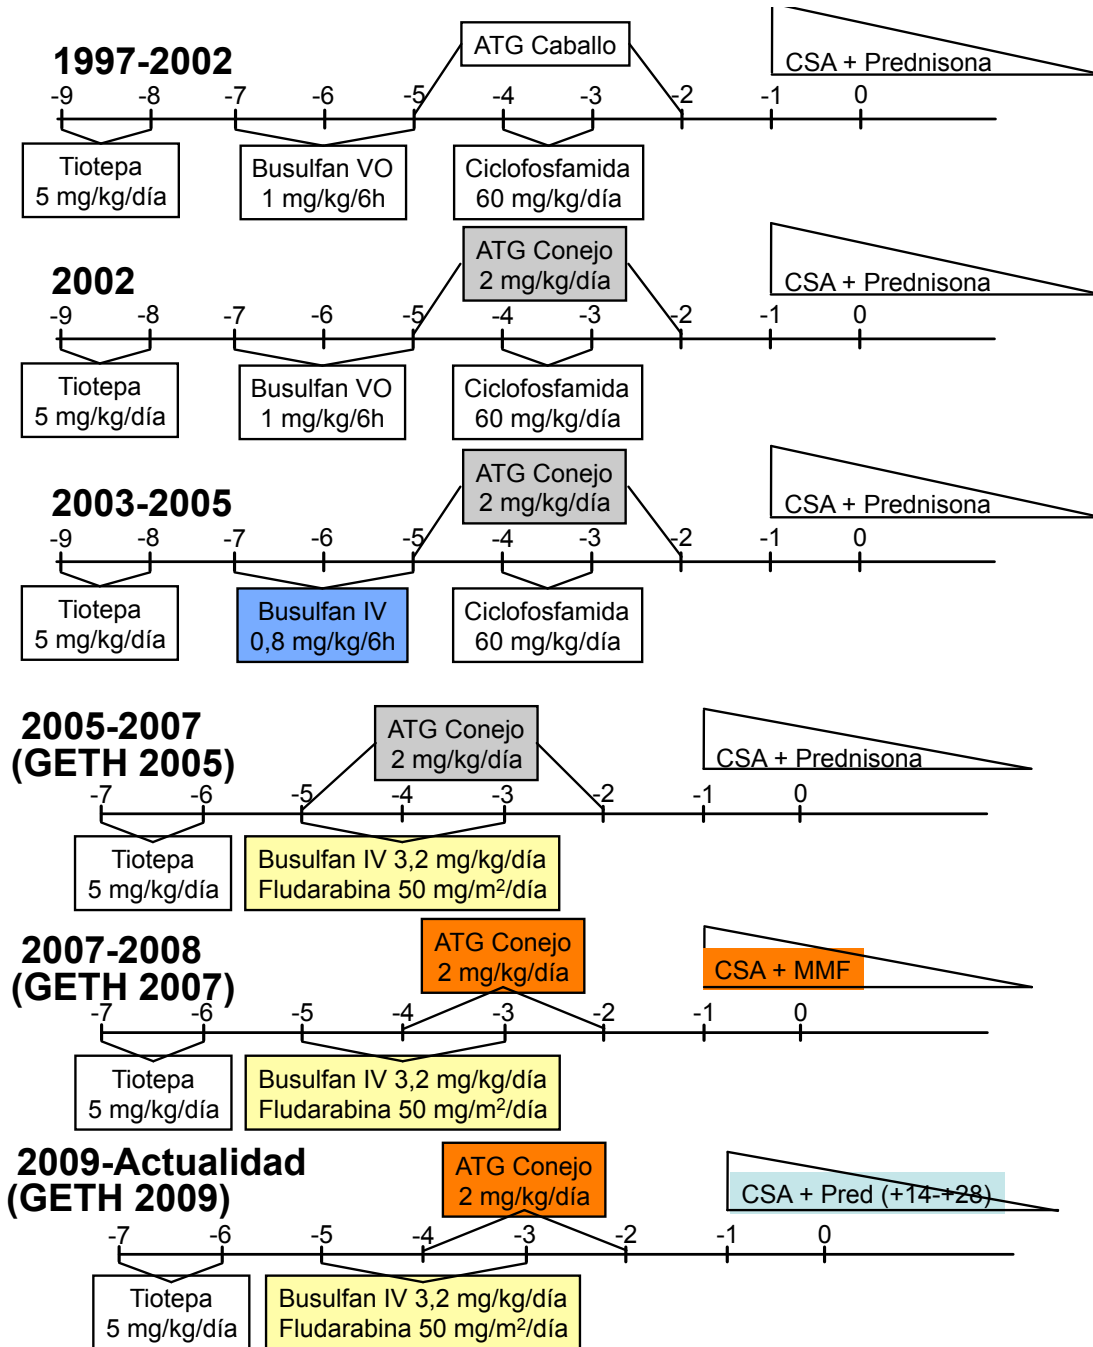 ATG Caballo
1997-2002
CSA + Prednisona
-9 -8 -7 -6 -5 -4 -3 -2 -1 0
Tiotepa
5 mg/kg/día
Busulfan VO
1 mg/kg/6h
Ciclofosfamida
60 mg/kg/día
ATG Conejo
2 mg/kg/día
2002
CSA + Prednisona
-9 -8 -7 -6 -5 -4 -3 -2 -1 0
Tiotepa
5 mg/kg/día
Busulfan VO
1 mg/kg/6h
Ciclofosfamida
60 mg/kg/día
ATG Conejo
2 mg/kg/día
2003-2005
CSA + Prednisona
-9 -8 -7 -6 -5 -4 -3 -2 -1 0
Tiotepa
5 mg/kg/día
Busulfan IV
0,8 mg/kg/6h
Ciclofosfamida
60 mg/kg/día
2005-2007
(GETH 2005)
ATG Conejo
2 mg/kg/día
CSA + Prednisona
-7 -6 -5 -4 -3 -2 -1 0
Tiotepa
5 mg/kg/día
Busulfan IV 3,2 mg/kg/día
Fludarabina 50 mg/m²/día
2007-2008
(GETH 2007)
ATG Conejo
2 mg/kg/día
CSA + MMF
-7 -6 -5 -4 -3 -2 -1 0
Tiotepa
5 mg/kg/día
Busulfan IV 3,2 mg/kg/día
Fludarabina 50 mg/m²/día
2009-Actualidad
(GETH 2009)
ATG Conejo
2 mg/kg/día
CSA + Pred (+14-+28)
-7 -6 -5 -4 -3 -2 -1 0
Tiotepa
5 mg/kg/día
Busulfan IV 3,2 mg/kg/día
Fludarabina 50 mg/m²/día